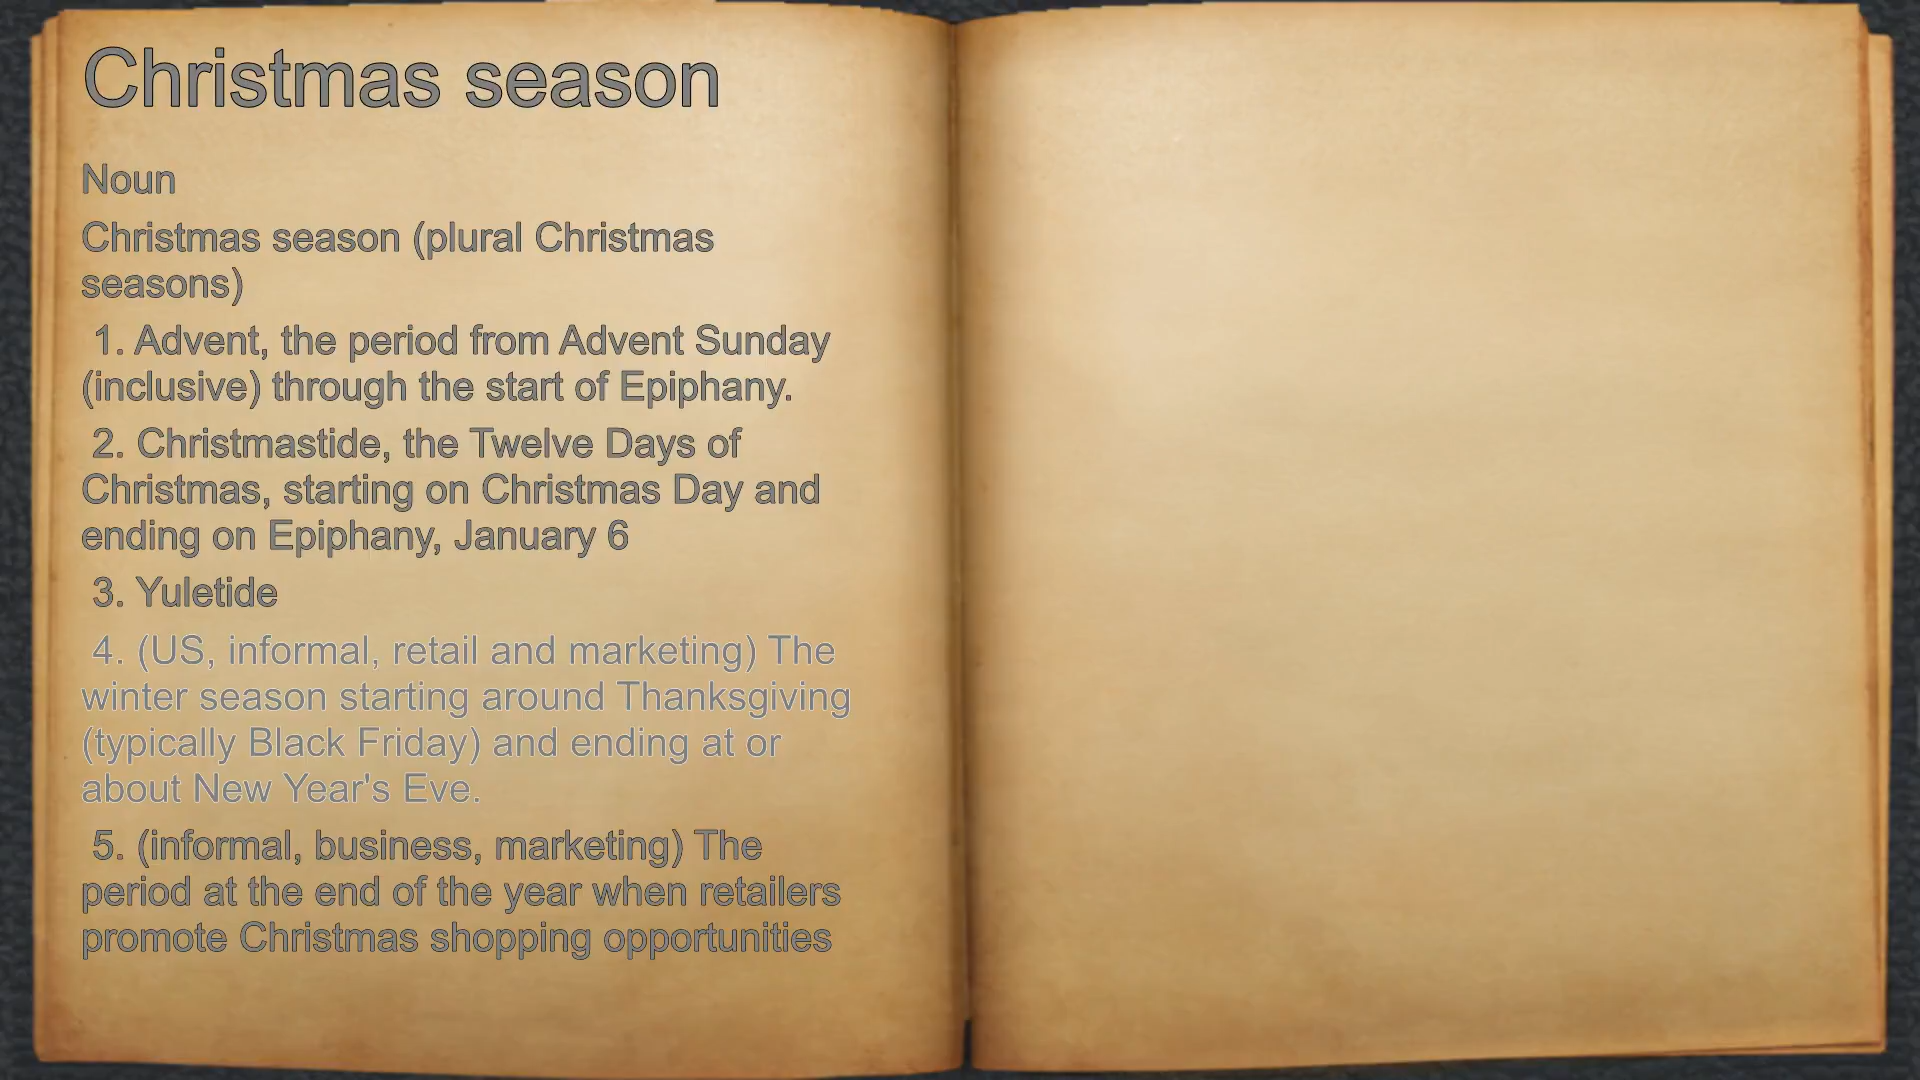 Christmas season
Noun
Christmas season (plural Christmas
seasons)
1. Advent, the period from Advent Sunday
(inclusive) through the start of Epiphany.
2. Christmastide, the Twelve Days of
Christmas, starting on Christmas Day and
ending on Epiphany, January 6
3. Yuletide
4. (US, informal, retail and marketing) The
winter season starting around Thanksgiving
(typically Black Friday) and ending at or
about New Year's Eve.
5. (informal, business, marketing) The
period at the end of the year when retailers
promote Christmas shopping opportunities